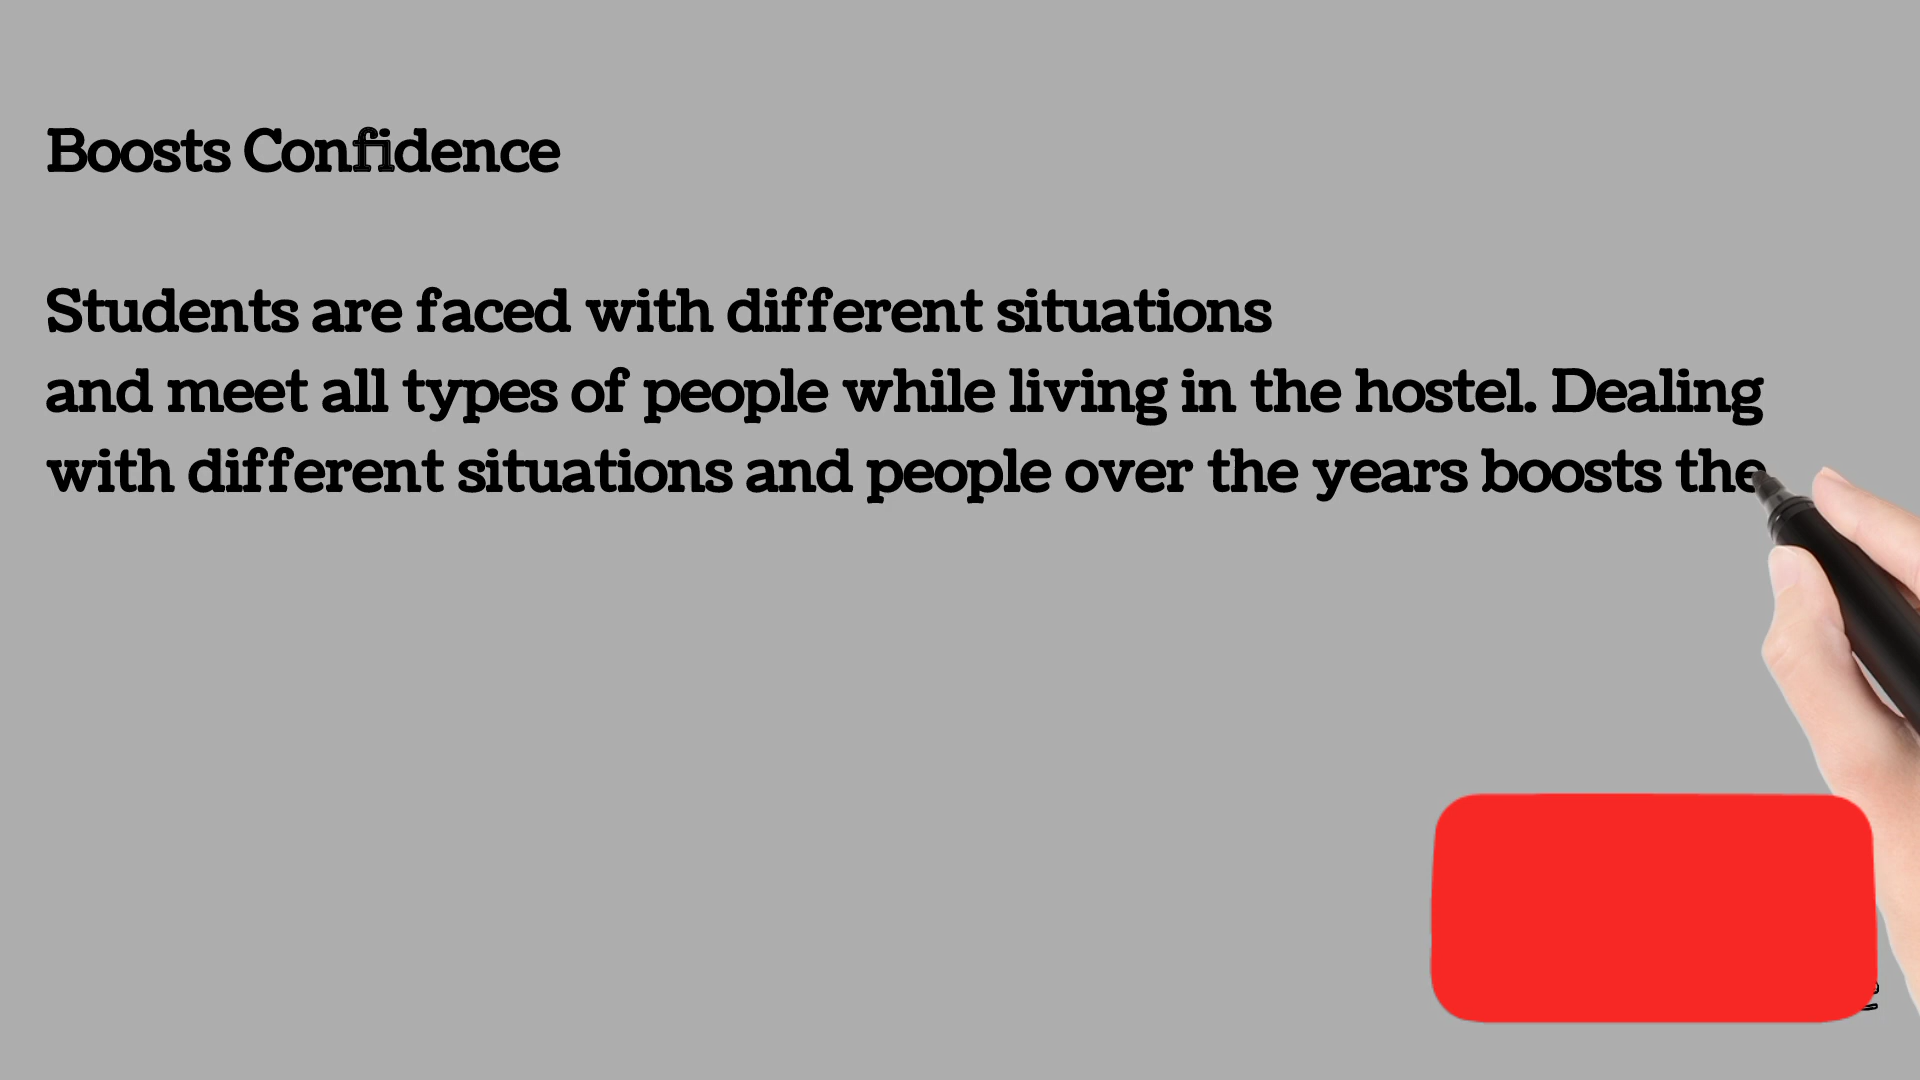 Boosts Confidence
Students are faced with different situations
and meet all types of people while living in the hostel. Dealing
with different situations and people over the years boosts the